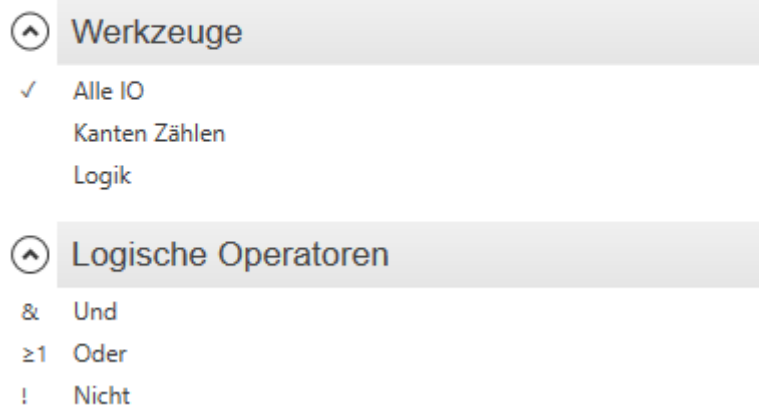 Werkzeuge
✓ Alle IO
Kanten Zählen
Logik
Logische Operatoren
& Und
≥1 Oder
! Nicht